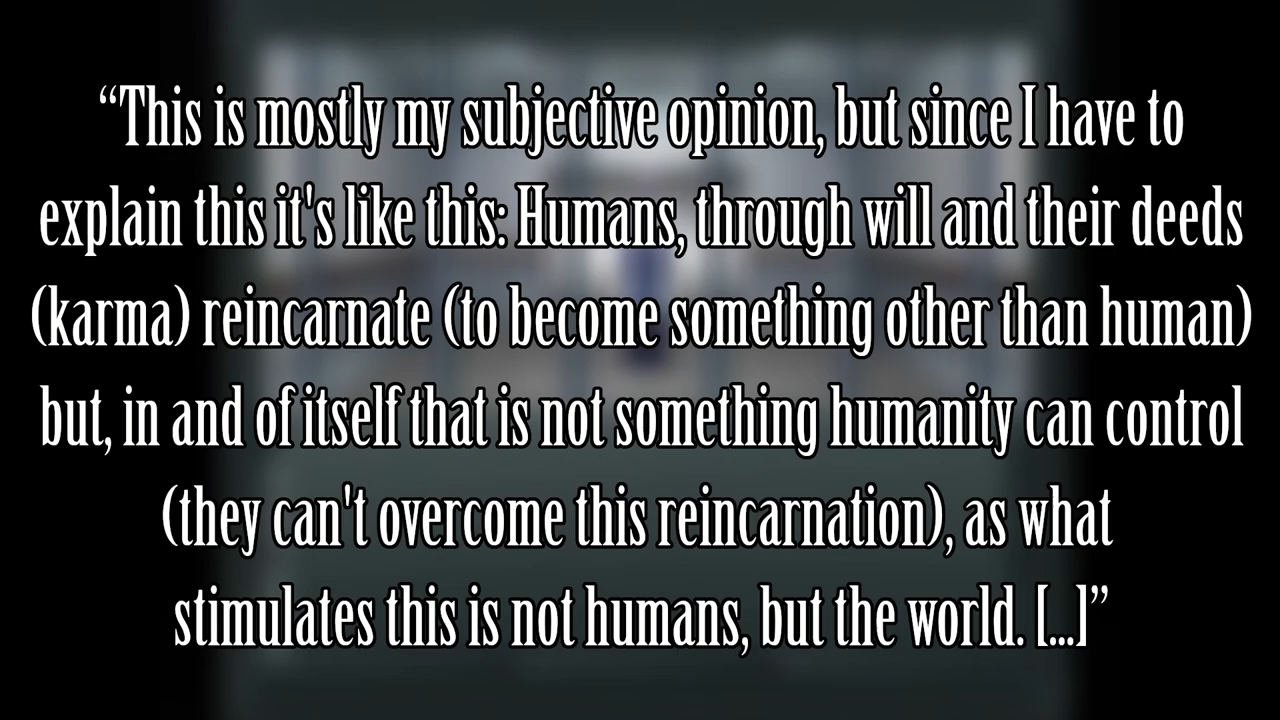 “This is mostly my subjective opinion, but since I have to
explain this it's like this: Humans, through will and their deeds
(karma) reincarnate (to become something other than human)
but, in and of itself that is not something humanity can control
(they can't overcome this reincarnation), as what
stimulates this is not humans, but the world. [...]”